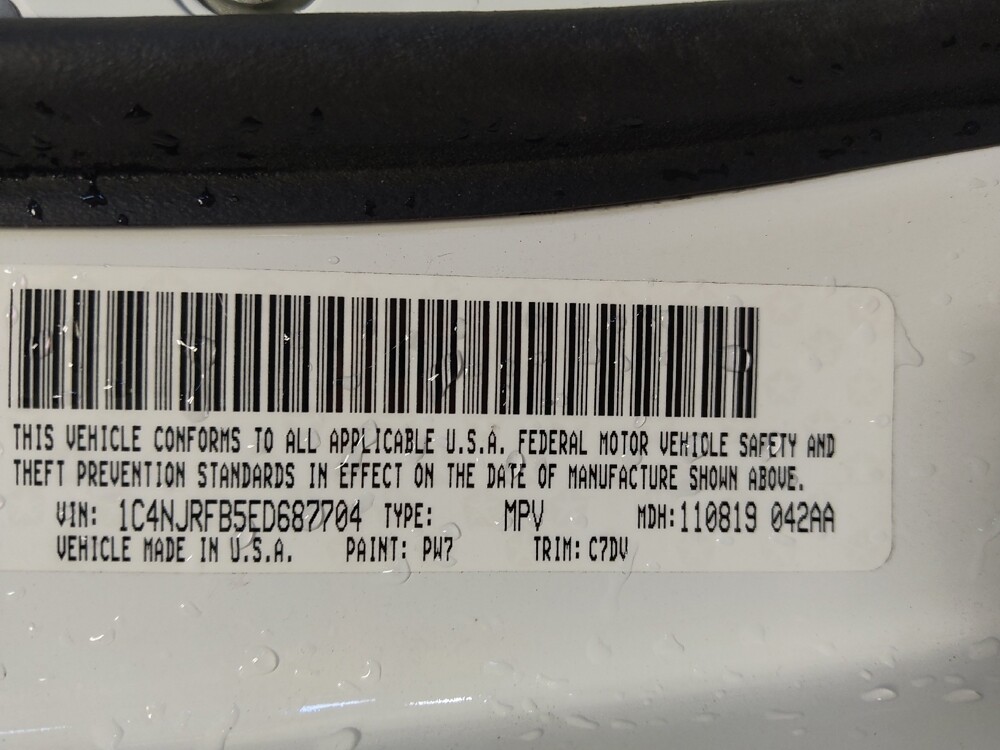 THIS VEHICLE CONFORMS TO ALL APPLICABLE U.S.A. FEDERAL MOTOR VEHICLE SAFETY AND
THEFT PREVENTION STANDARDS IN EFFECT ON THE DATE OF MANUFACTURE SHOWN ABOVE.
VIN: 1C4NJRFB5ED687704 TYPE: MPV MDH:110819 042AA
VEHICLE MADE IN U.S.A. PAINT: PW7 TRIM: C7DV